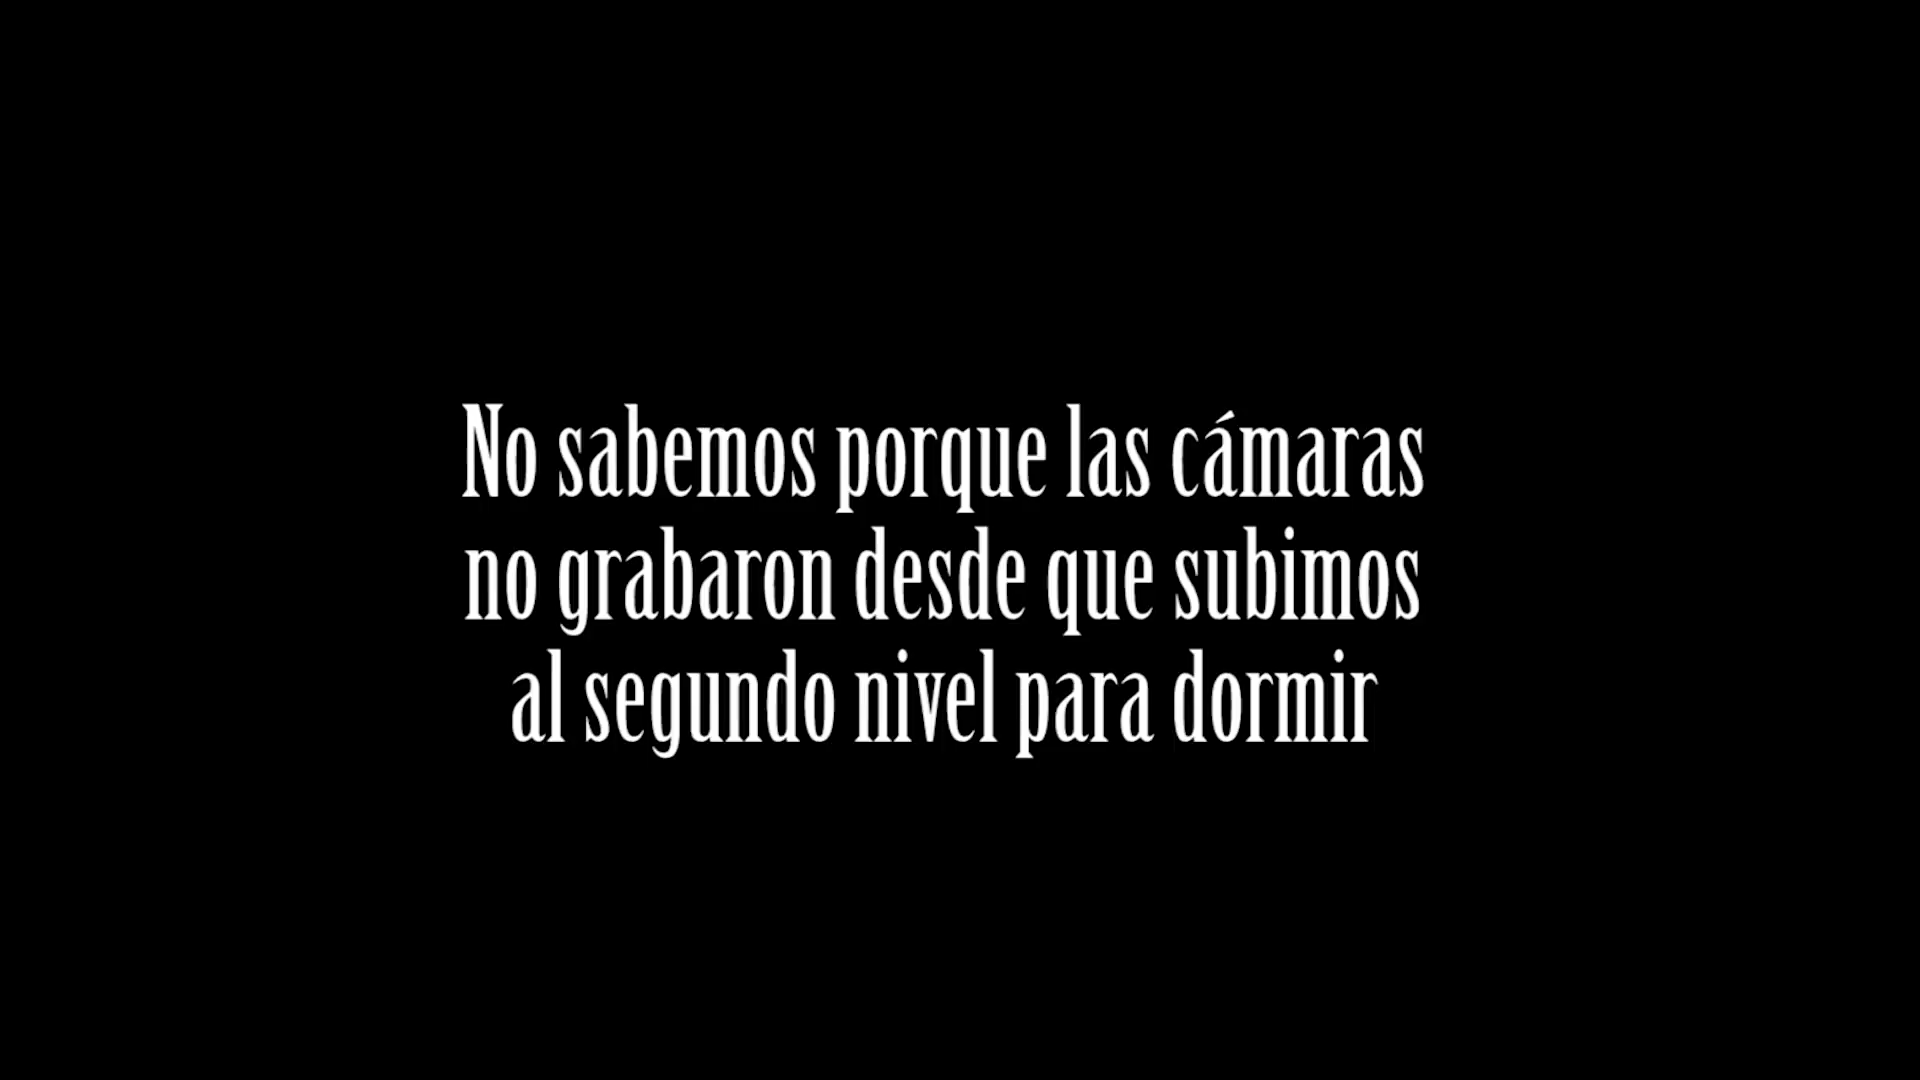 No sabemos porque las cámaras
no grabaron desde que subimos
al segundo nivel para dormir